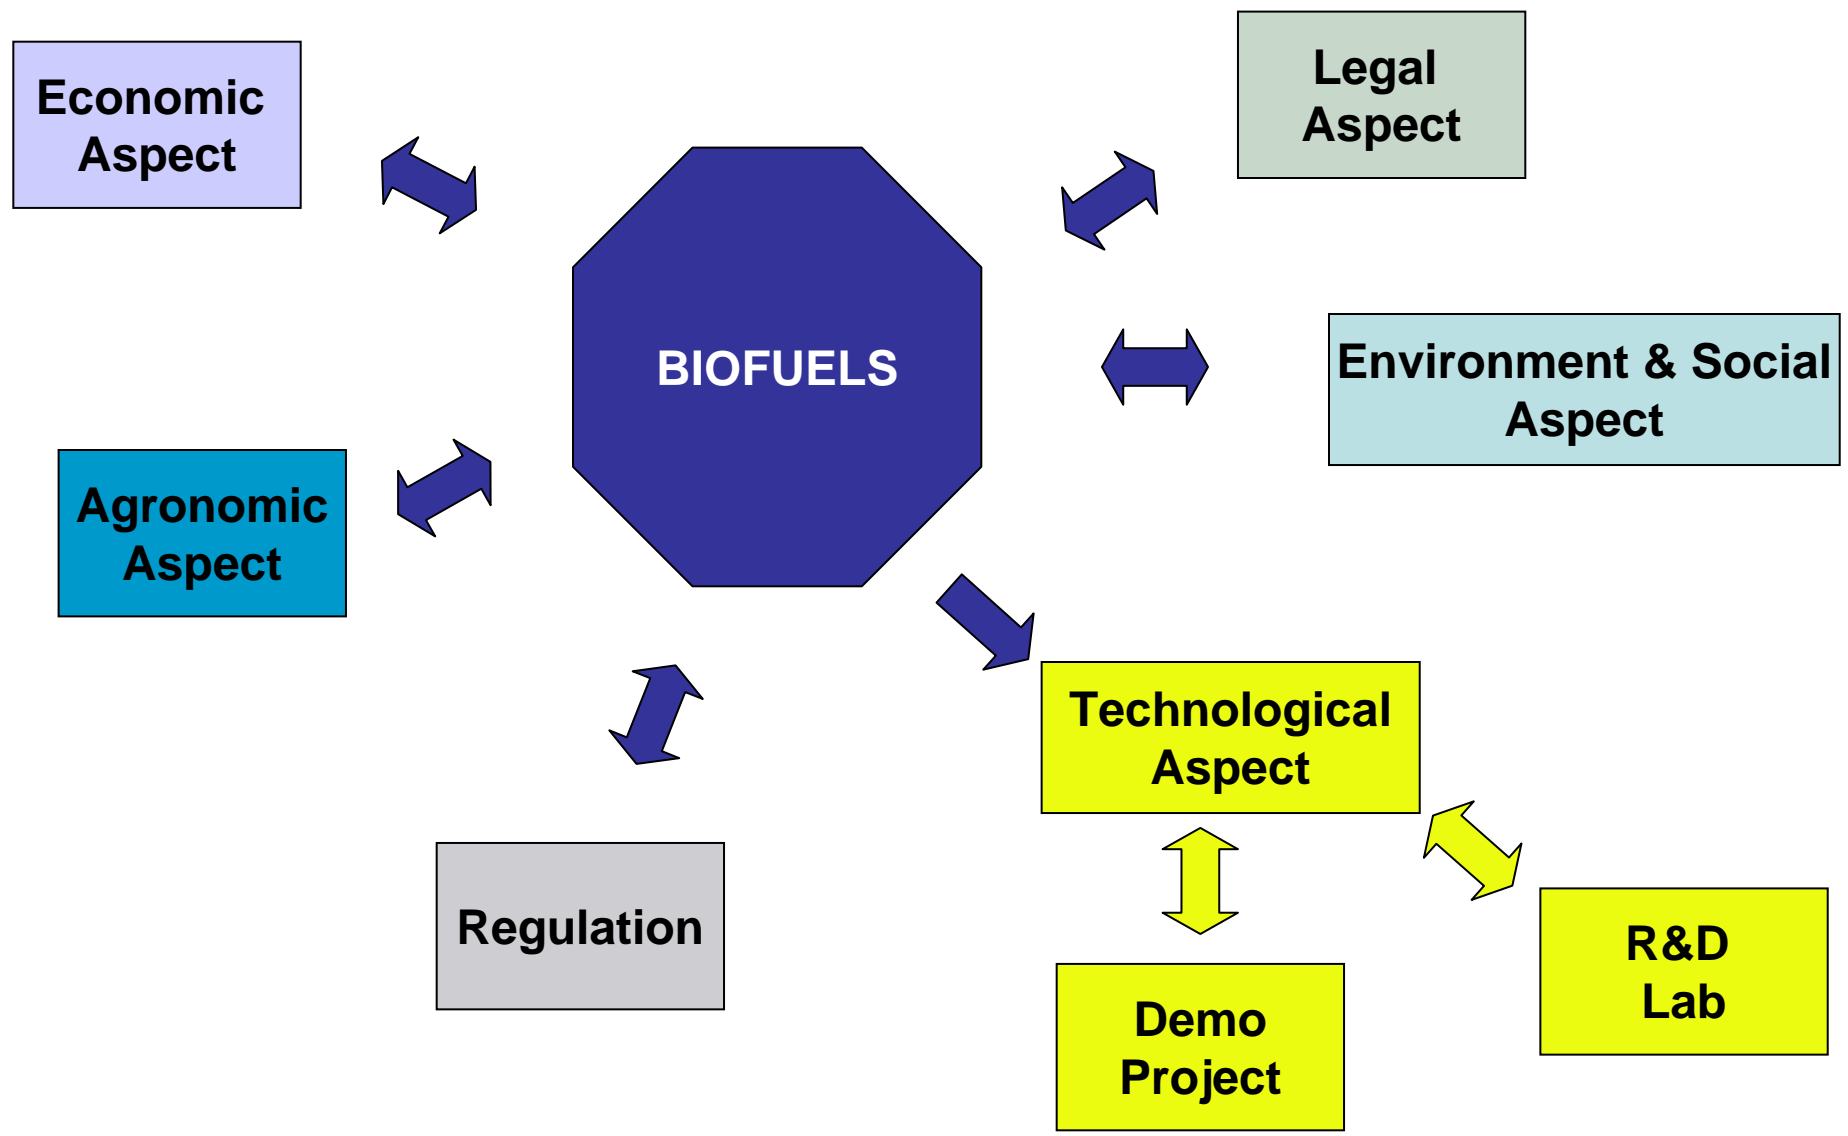 Economic
Aspect
Legal
Aspect
BIOFUELS
Environment & Social
Aspect
Agronomic
Aspect
Technological
Aspect
Regulation
Demo
Project
R&D
Lab